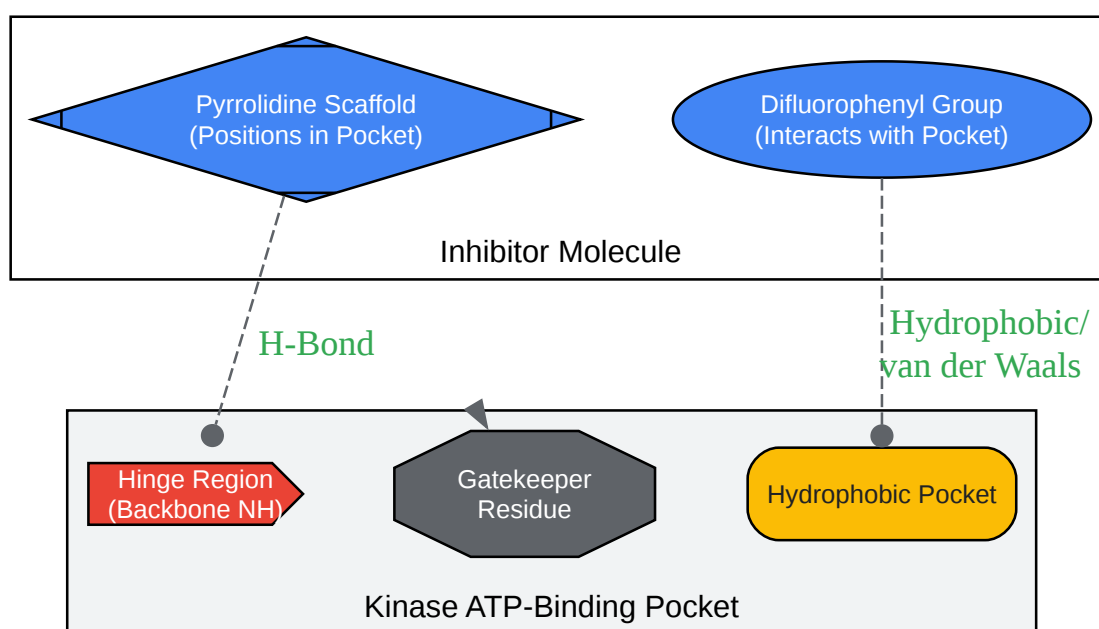 Pyrrolidine Scaffold
(Positions in Pocket)
Difluorophenyl Group
(Interacts with Pocket)
Inhibitor Molecule
H-Bond
Hydrophobic/
van der Waals
Hinge Region
(Backbone NH)
Gatekeeper
Residue
Hydrophobic Pocket
Kinase ATP-Binding Pocket